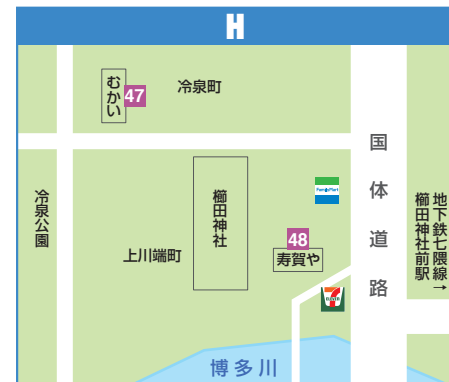 H
むかい
47
冷泉町
国体道路
冷泉公園
櫛田神社
FamilyMart
地下鉄七隈線→
櫛田神社前駅
上川端町
48
寿賀や
7
ELEVEn
博多川